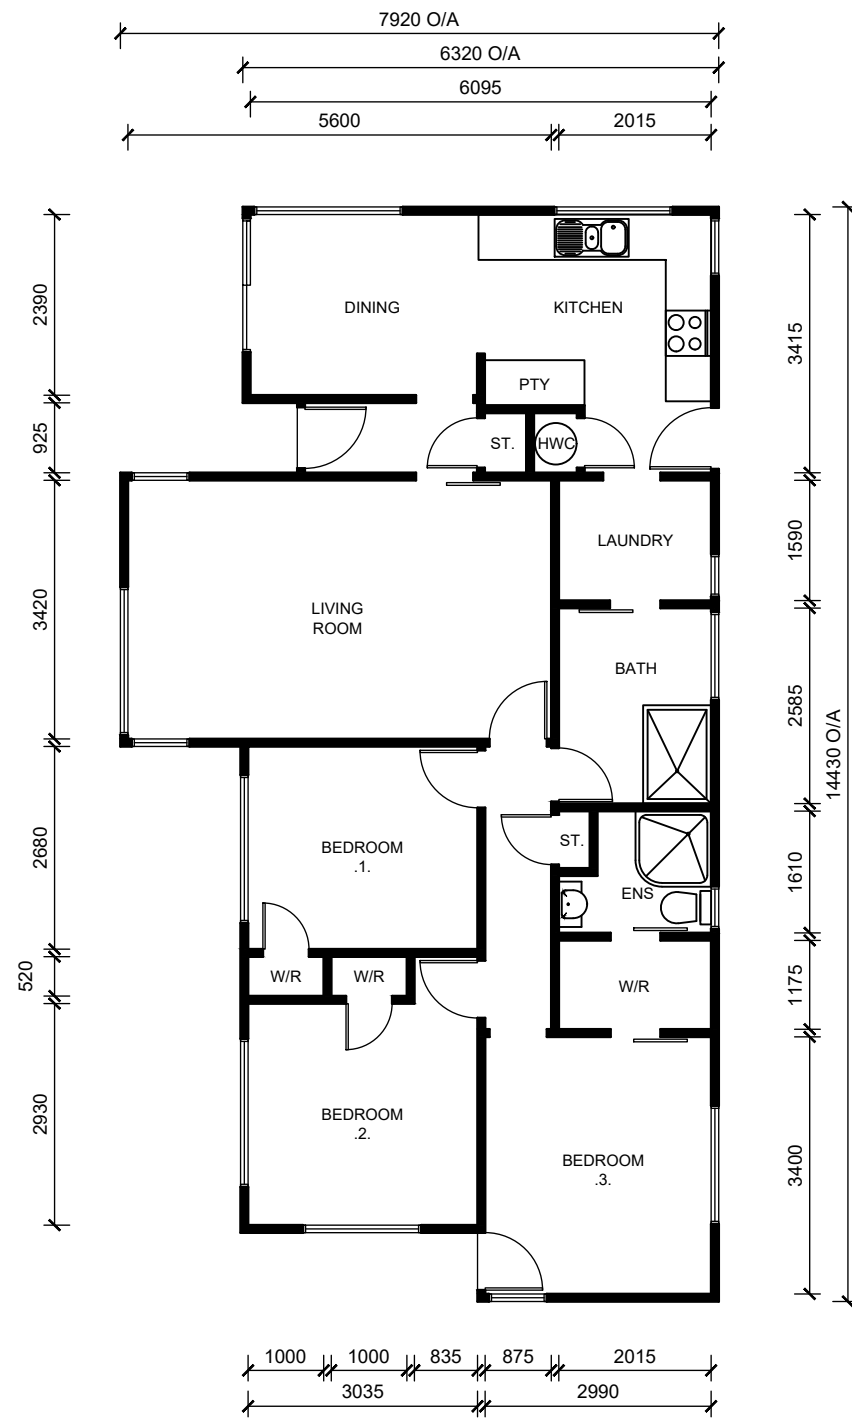 7920 O/A
6320 O/A
6095
5600
2015
2390
925
3420
2680
520
2930
3415
1590
2585
1610
1175
3400
14430 O/A
DINING
KITCHEN
PTY
ST.
HWC
LAUNDRY
LIVING
ROOM
BATH
BEDROOM
.1.
ST.
ENS
W/R
W/R
W/R
BEDROOM
.2.
BEDROOM
.3.
1000
1000
835
875
2015
3035
2990